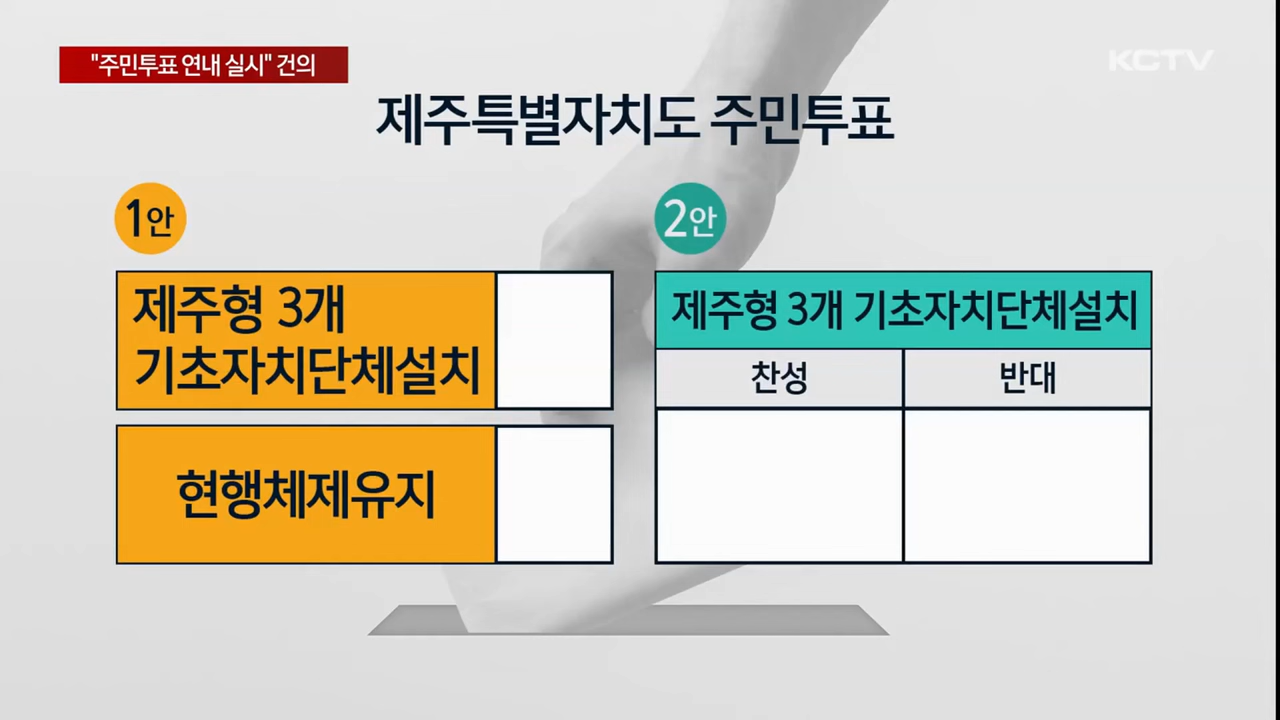 "주민투표 연내 실시" 건의
KCTV
제주특별자치도 주민투표
1안
제주형 3개
기초자치단체설치
현행체제유지
2안
제주형 3개 기초자치단체설치
찬성
반대